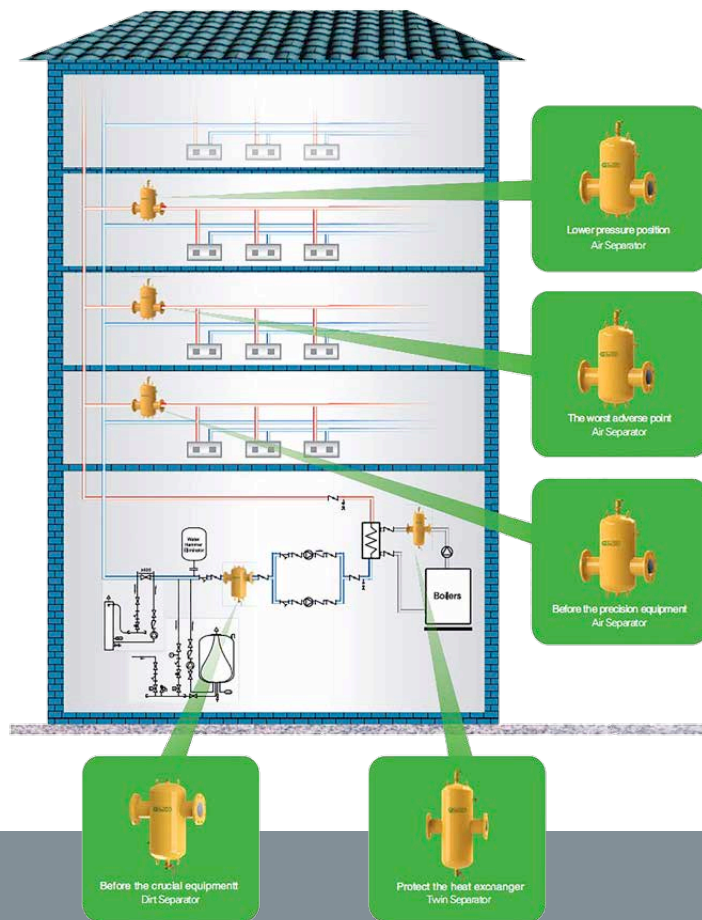 Lower pressure position
Air Separator
The worst adverse point
Air Separator
Before the precision equipment
Air Separator
Water
Hammer
Eliminator
Boilers
Before the crucial equipmentt
Dirt Separator
Protect the heat excnanger
Twin Separator